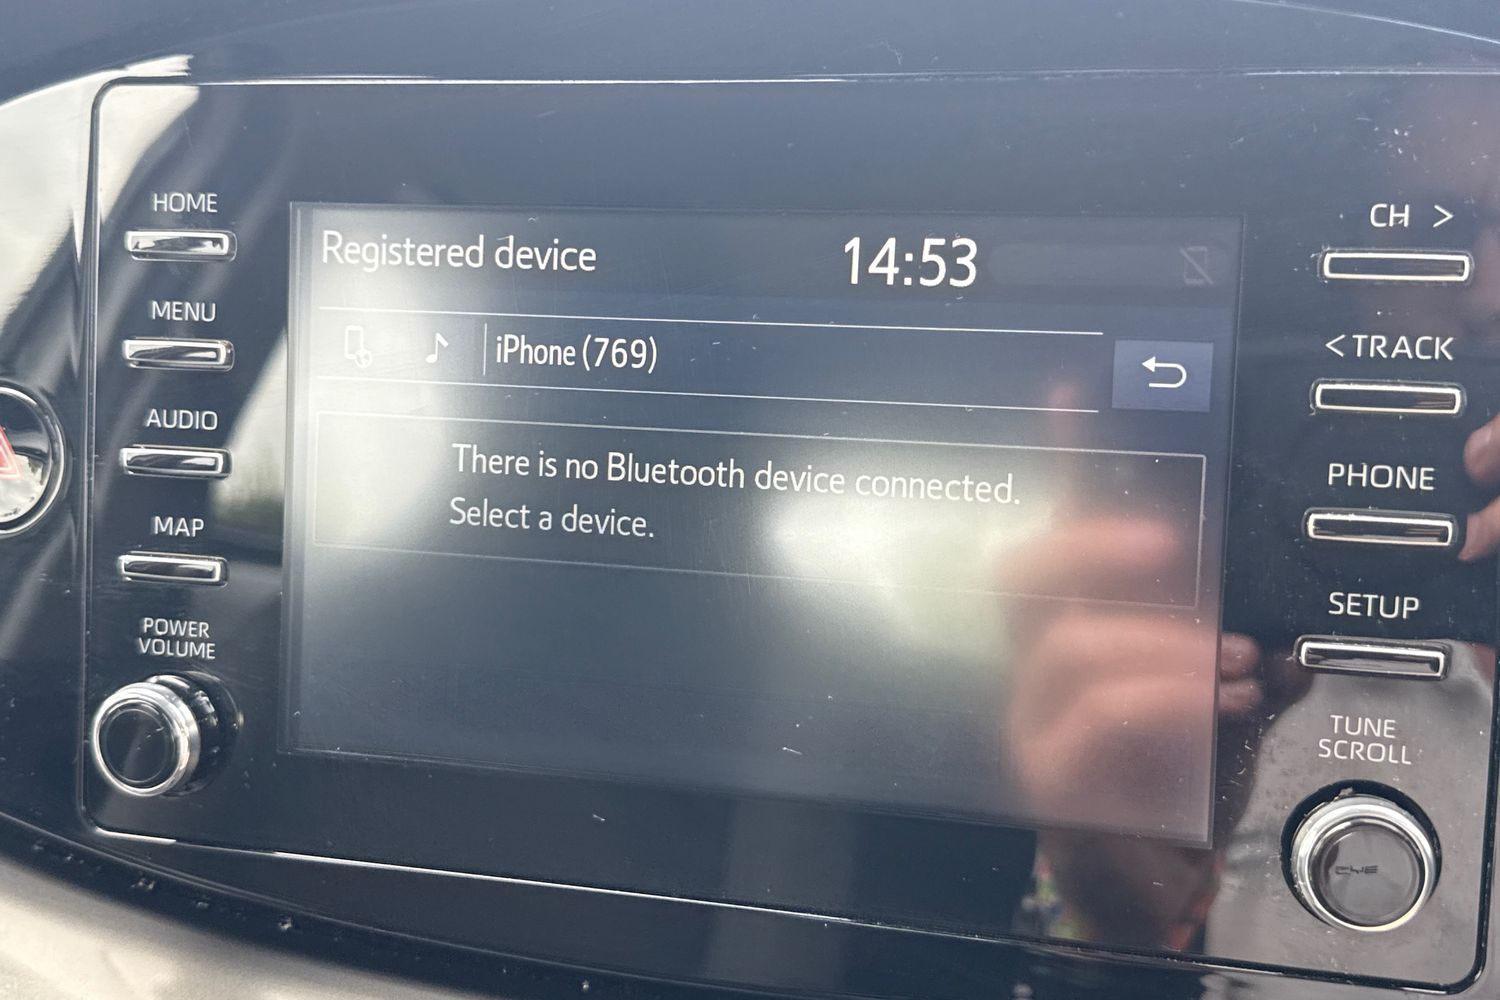 HOME
MENU
AUDIO
MAP
POWER
VOLUME
Registered device
14:53
iPhone (769)
There is no Bluetooth device connected.
Select a device.
CH >
< TRACK
PHONE
SETUP
TUNE
SCROLL